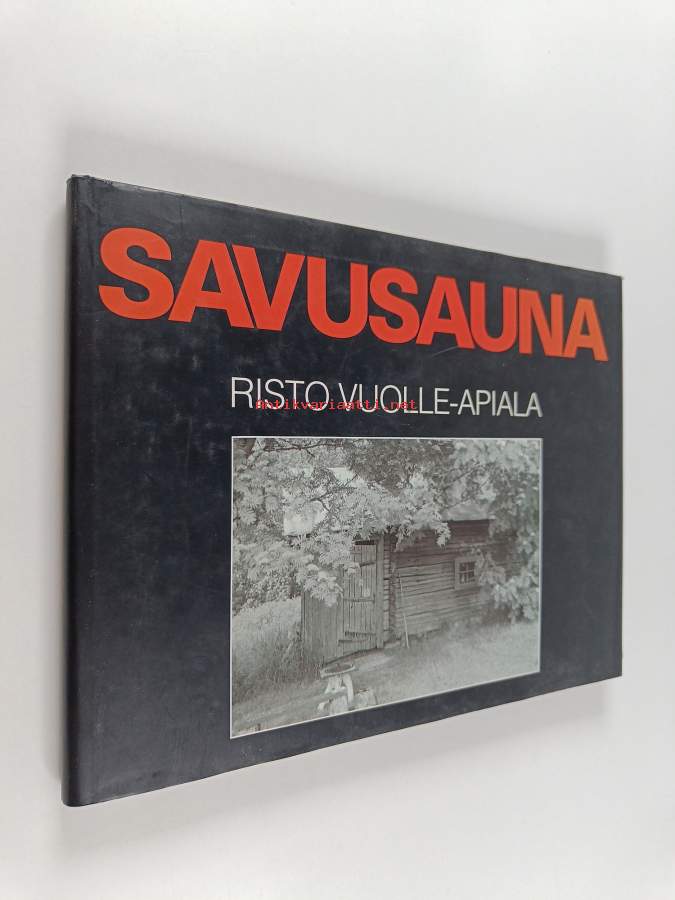 SAVUSAUNA
RISTO VUOLLE-APIALA
Antikvariaatti.net